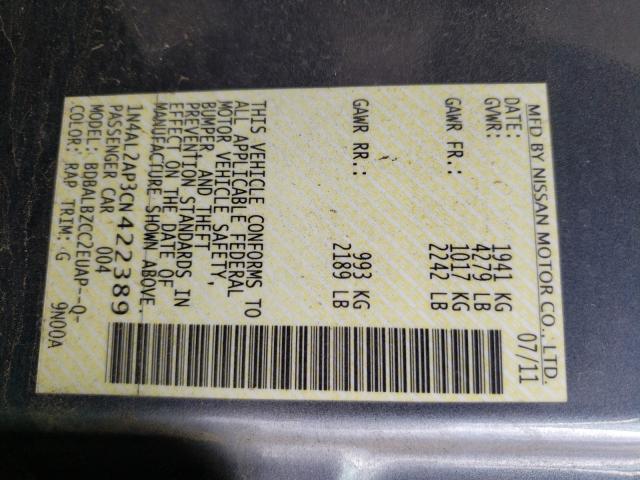 MFD BY NISSAN MOTOR CO., LTD.
DATE: 07/11
GVWR: 1941 KG
4279 LB
GAWR FR.: 1017 KG
2242 LB
GAWR RR.: 993 KG
2189 LB
THIS VEHICLE CONFORMS TO
ALL APPLICABLE FEDERAL
MOTOR VEHICLE SAFETY,
BUMPER, AND THEFT
PREVENTION STANDARDS IN
EFFECT ON THE DATE OF
MANUFACTURE SHOWN ABOVE.
1N4AL2AP3CN422389
PASSENGER CAR 004
MODEL: BDBALBZCC2EUAP--Q-
COLOR: RAP TRIM: G 9N00A